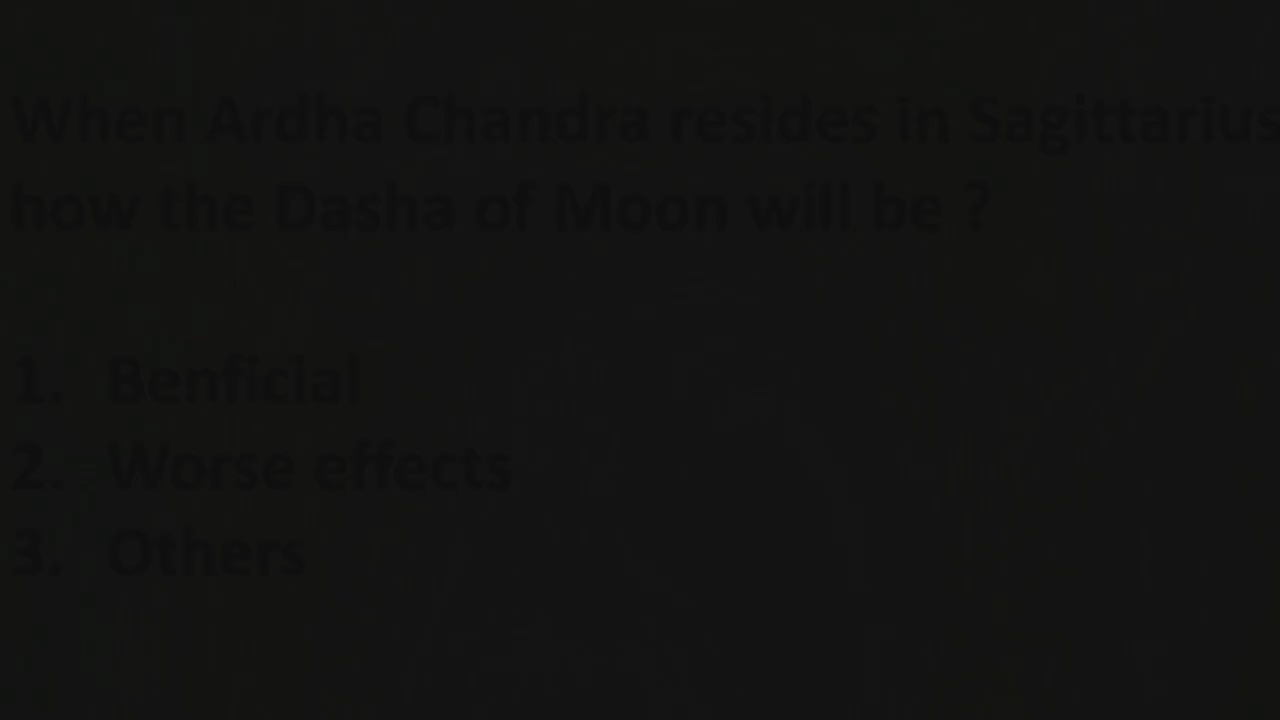 When Ardha Chandra resides in Sagittarius
how the Dasha of Moon will be ?
1. Benficial
2. Worse effects
3. Others